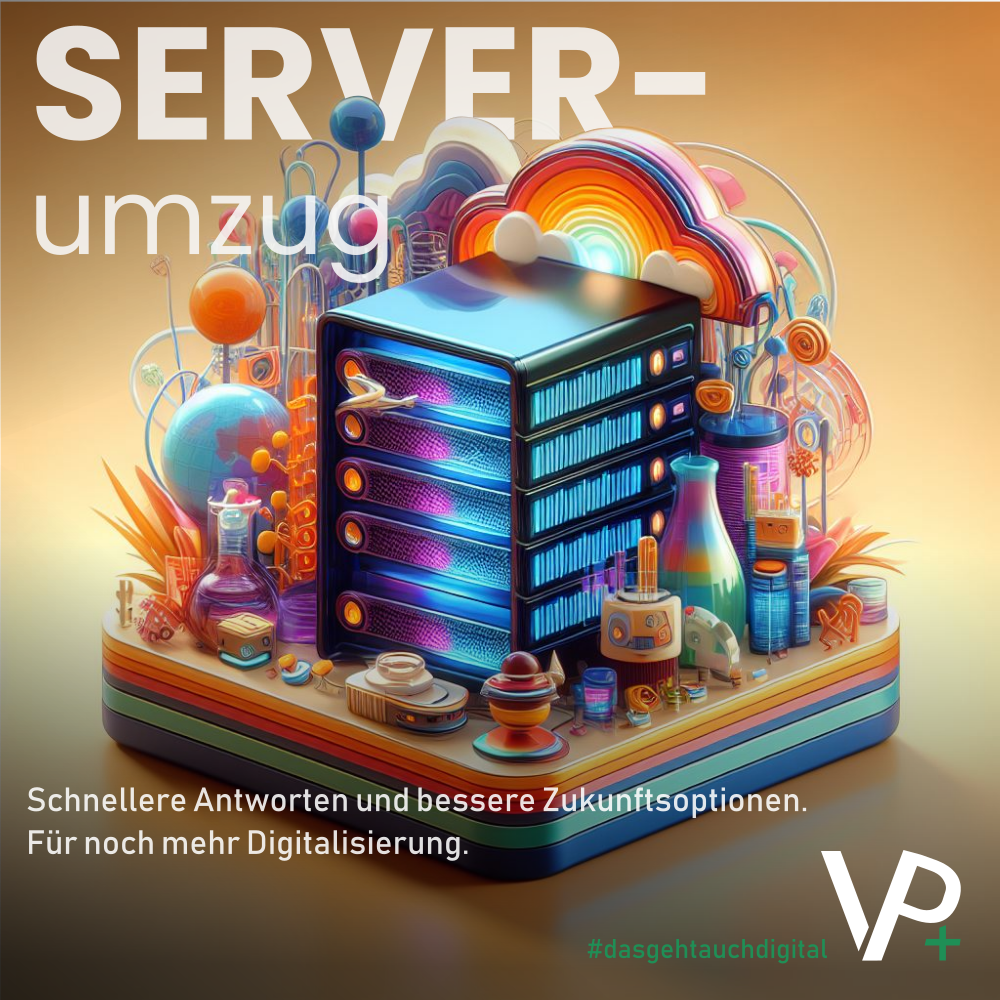 SERVER-
umzug
Schnellere Antworten und bessere Zukunftsoptionen.
Für noch mehr Digitalisierung.
#dasgehtauchdigital
VP+